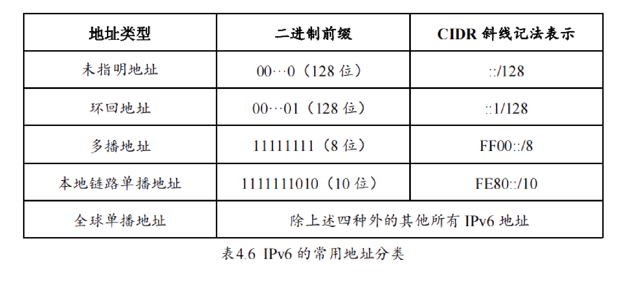 地址类型 二进制前缀 CIDR 斜线记法表示
未指明地址 00⋯0（128 位） ::/128
环回地址 00⋯01（128 位） ::1/128
多播地址 11111111（8 位） FF00::/8
本地链路单播地址 1111111010（10 位） FE80::/10
全球单播地址 除上述四种外的其他所有 IPv6 地址
表4.6 IPv6 的常用地址分类